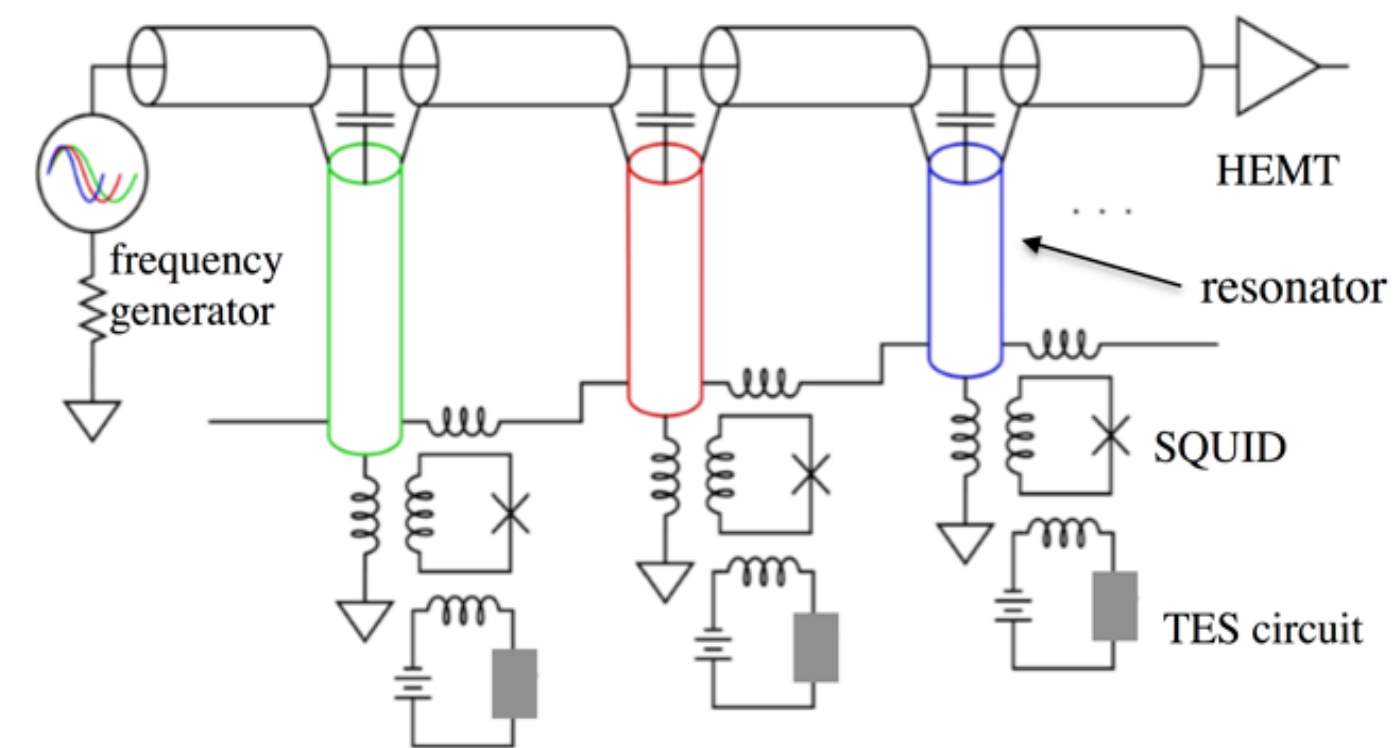 HEMT
frequency
generator
. . .
resonator
SQUID
TES circuit